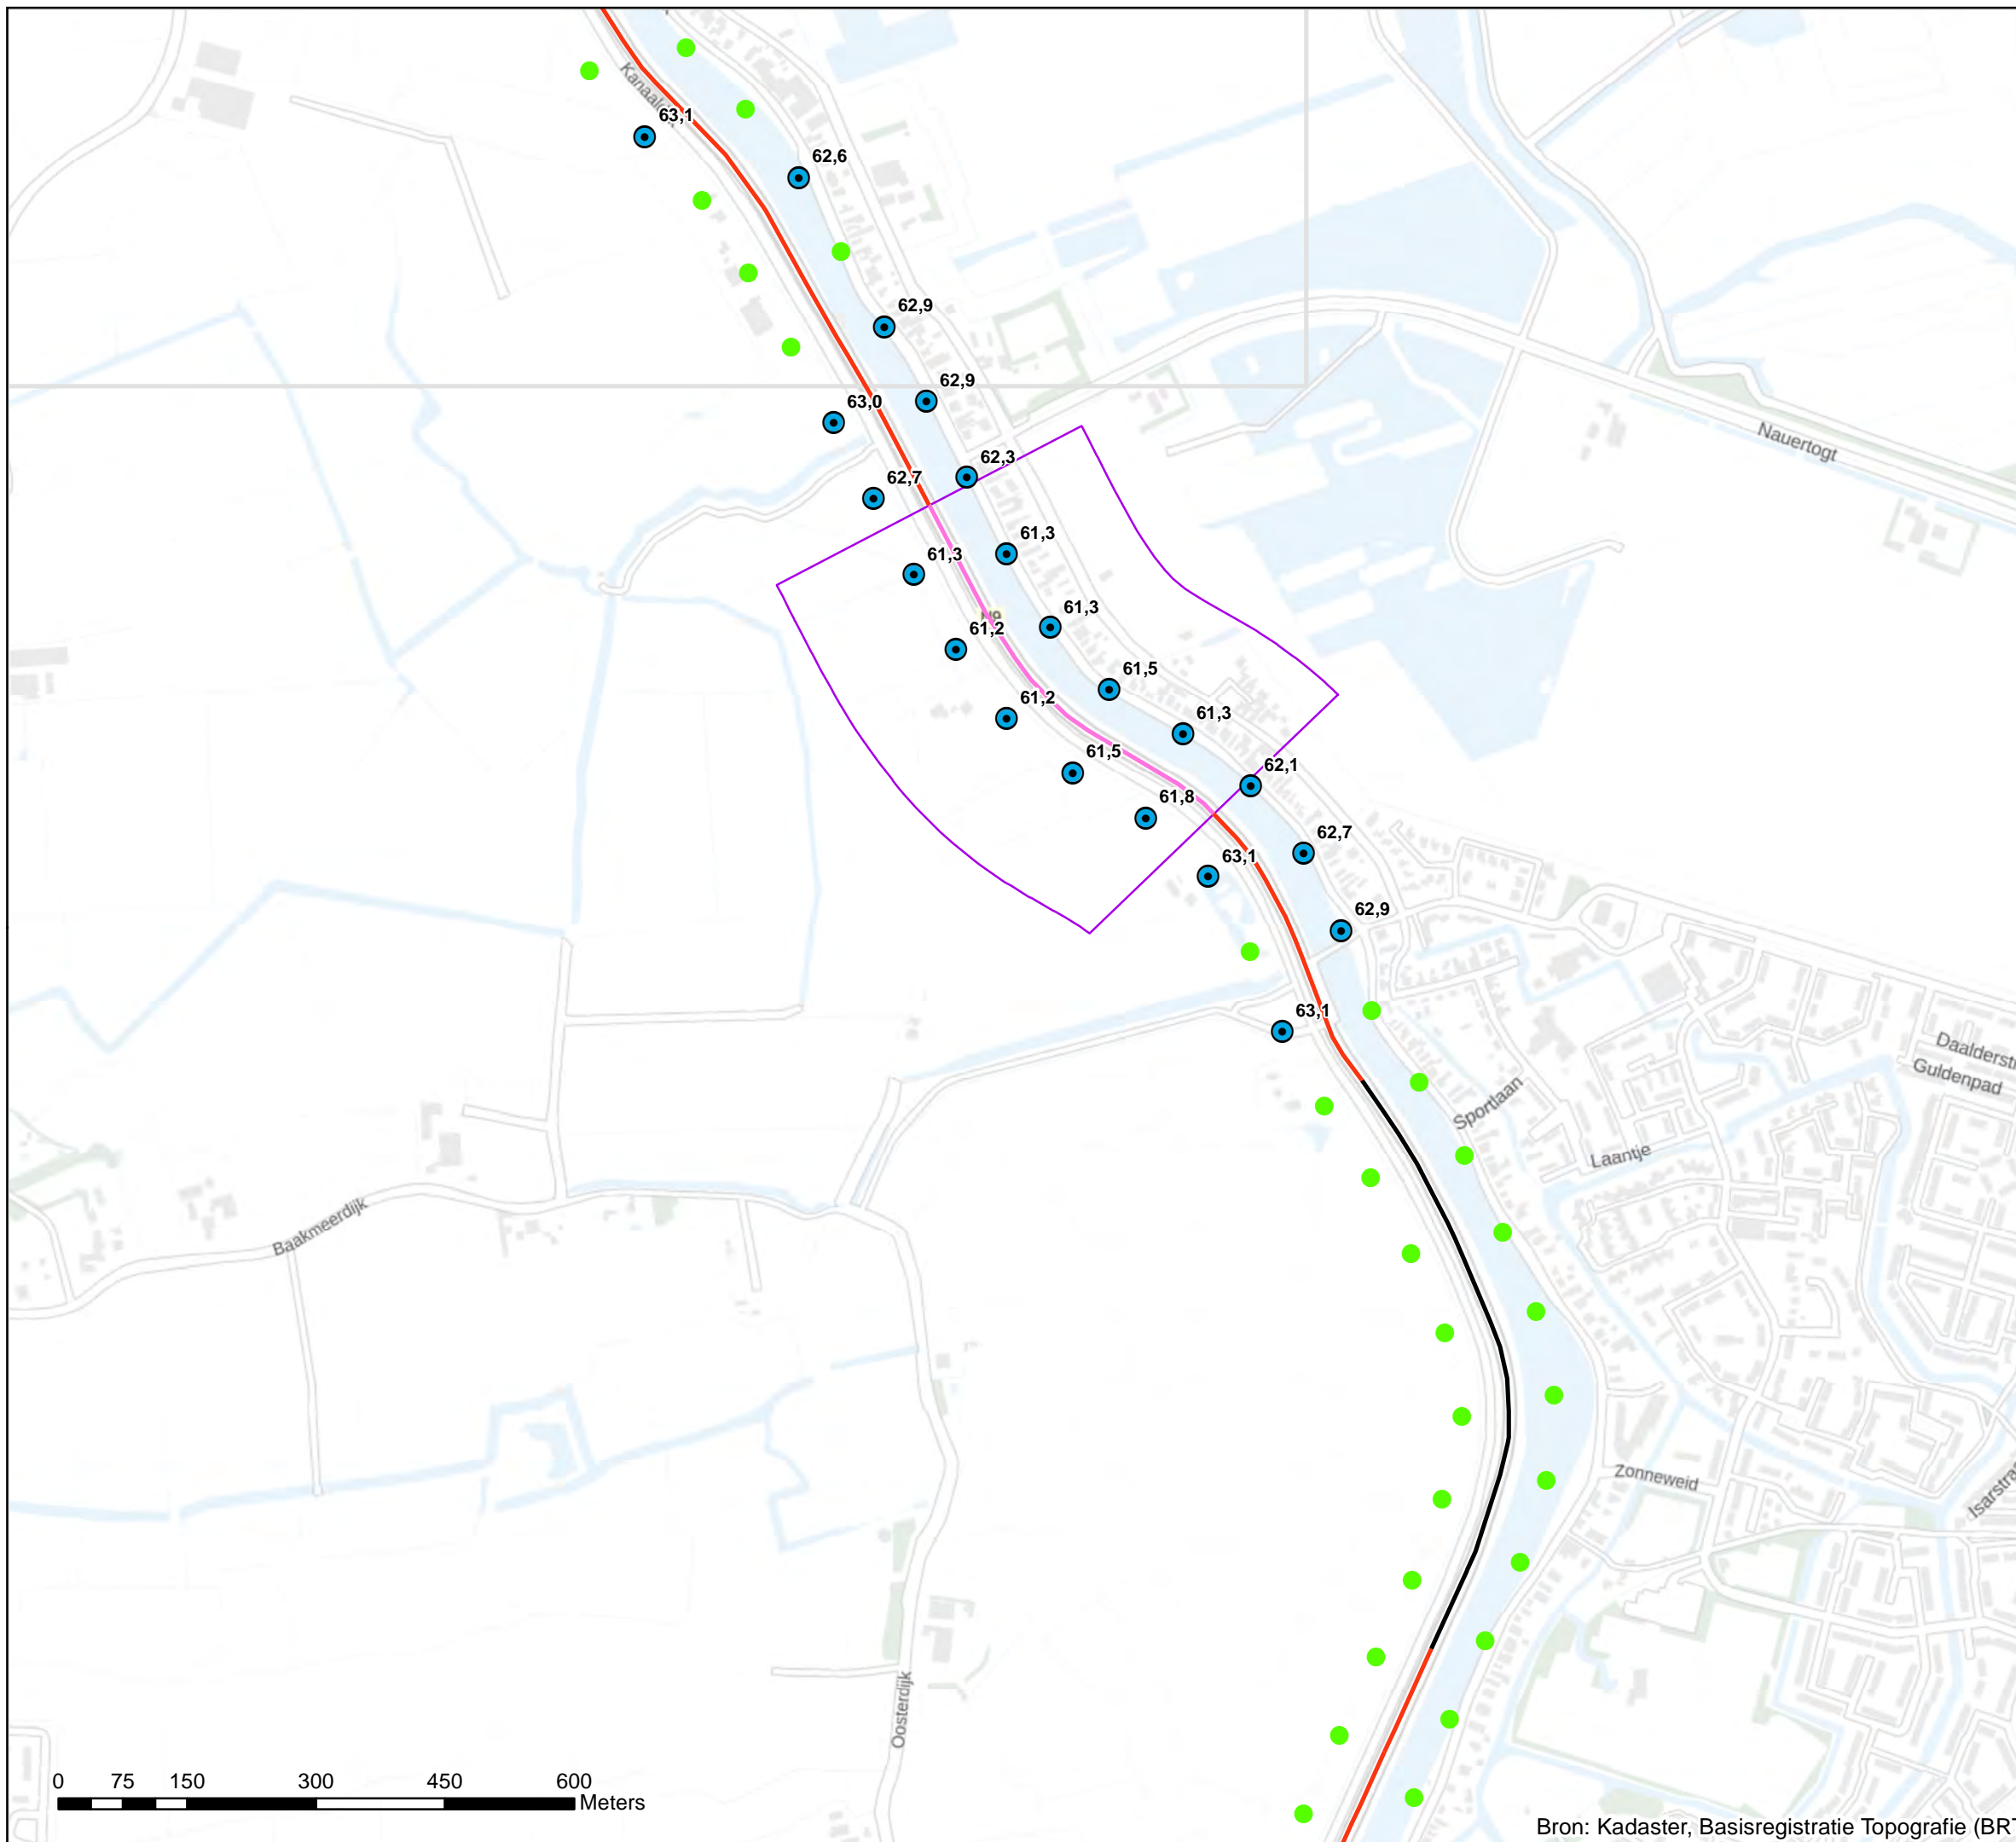 Kanaaldijk
63,1
62,6
62,9
62,9
63,0
62,3
62,7
Nauertogt
61,3
61,3
N9
61,3
61,2
61,5
61,2
61,3
61,5
62,1
61,8
62,7
63,1
62,9
63,1
Daalderst
Guldenpad
Sportlaan
Laantje
Baakmeerdijk
Zonneweid
Isarstra
Oosterdijk
0 75 150 300 450 600
Meters
Bron: Kadaster, Basisregistratie Topografie (BRT